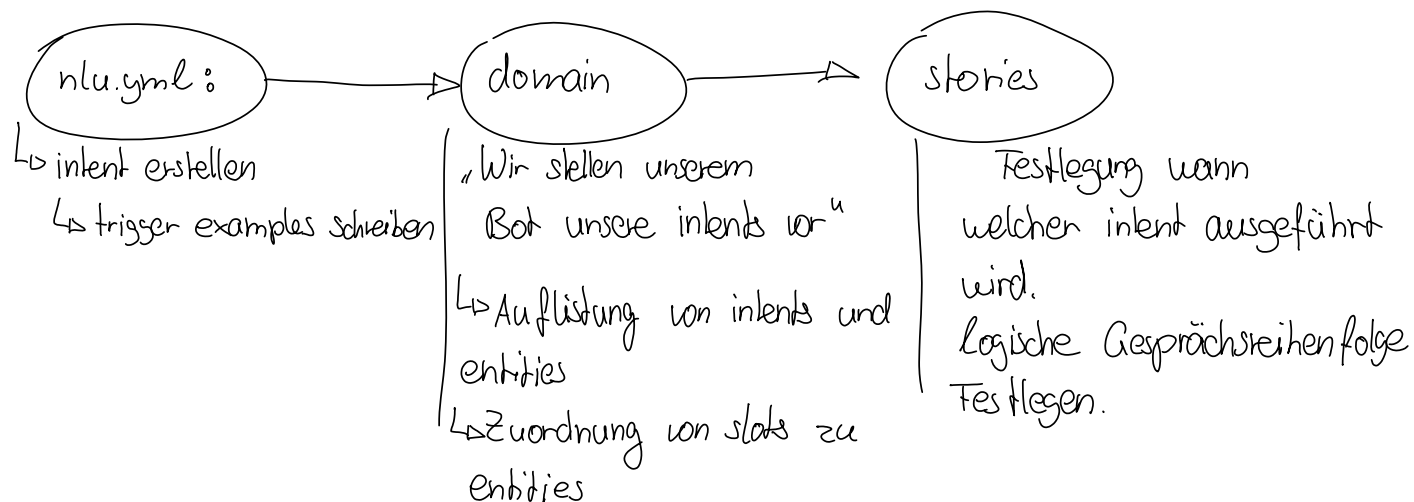 nlu.yml:
↳ intent erstellen
↳ trigger examples schreiben
domain
„Wir stellen unserem
Bot unsere intents vor“
↳ Auflistung von intents und
entities
↳ Zuordnung von slots zu
entities
stories
Festlegung wann
welcher intent ausgeführt
wird.
logische Gesprächsreihenfolge
Festlegen.